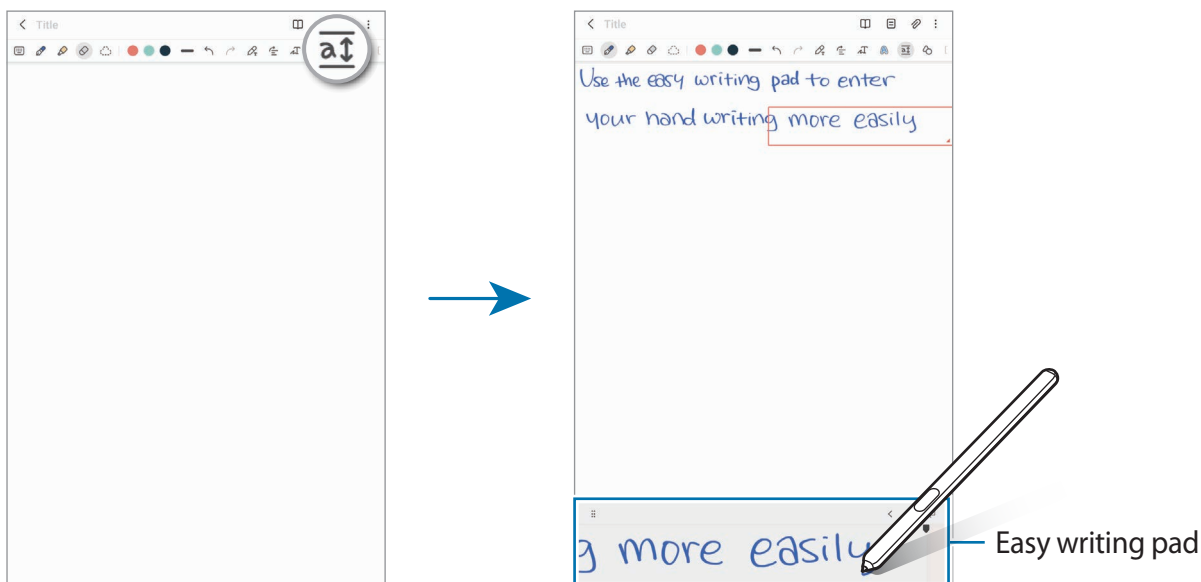 Title
a
Title
Use the easy writing pad to enter
your hand writing more easily
g more easily
Easy writing pad